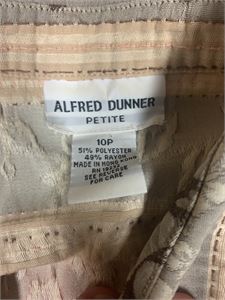 ALFRED DUNNER
PETITE
10P
51% POLYESTER
49% RAYON
MADE IN HONG KONG
SEE REVERSE
FOR CARE